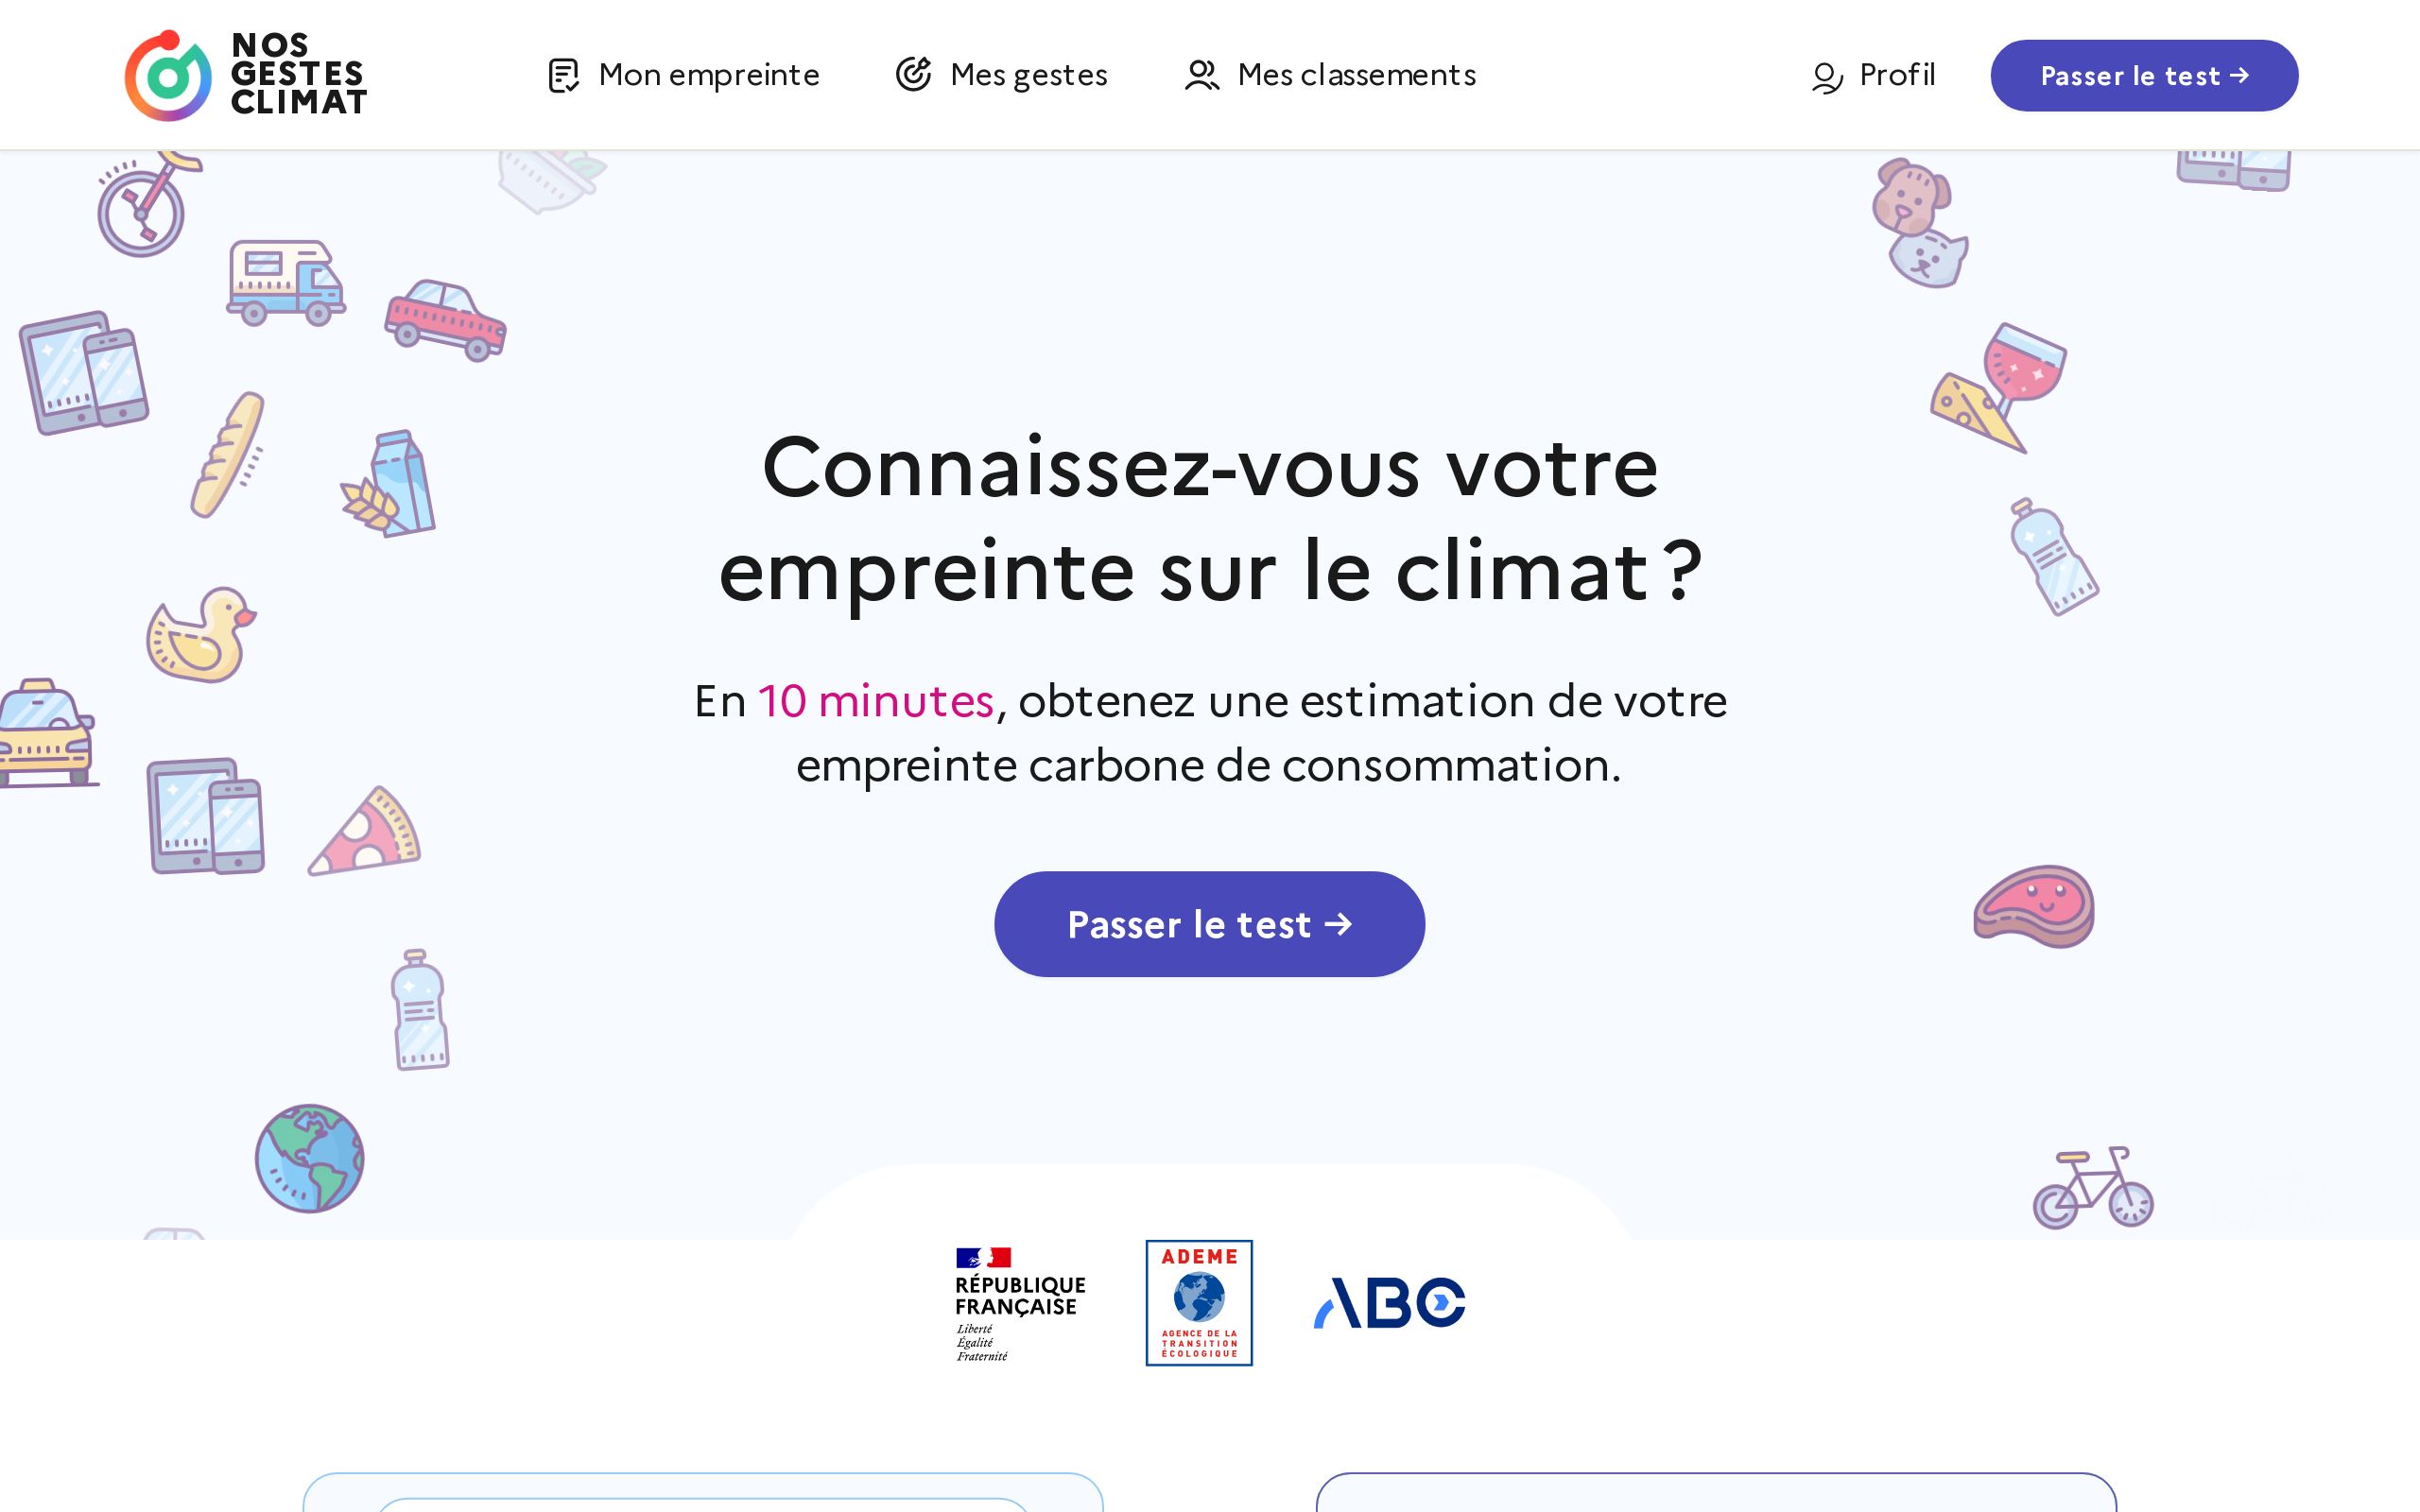 NOS
GESTES
CLIMAT
Mon empreinte
Mes gestes
Mes classements
Profil
Passer le test →
Connaissez-vous votre
empreinte sur le climat ?
En 10 minutes, obtenez une estimation de votre
empreinte carbone de consommation.
Passer le test →
RÉPUBLIQUE
FRANÇAISE
Liberté
Égalité
Fraternité
ADEME
AGENCE DE LA
TRANSITION
ÉCOLOGIQUE
ABC